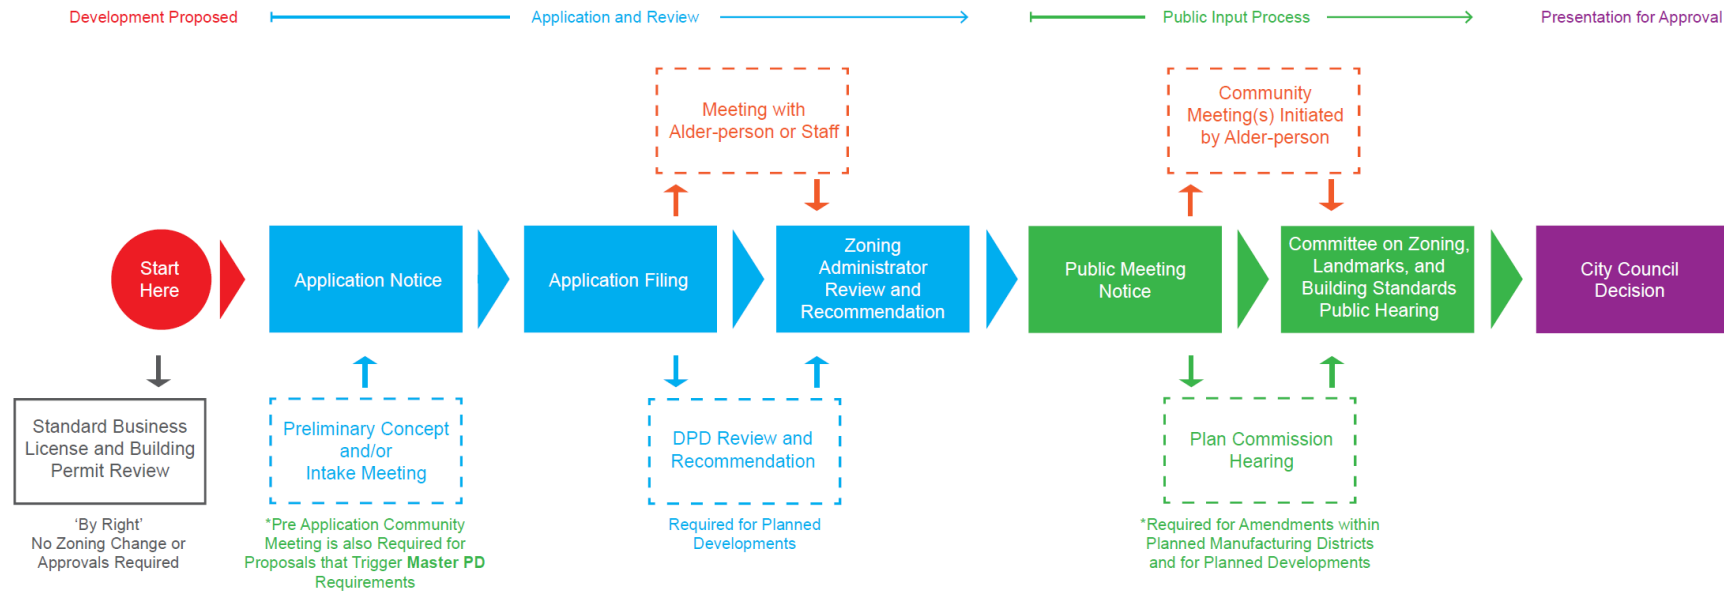 Development Proposed
Application and Review
Public Input Process
Presentation for Approval
Meeting with
Alder-person or Staff
Community
Meeting(s) Initiated
by Alder-person
Start
Here
Application Notice
Application Filing
Zoning
Administrator
Review and
Recommendation
Public Meeting
Notice
Committee on Zoning,
Landmarks, and
Building Standards
Public Hearing
City Council
Decision
Standard Business
License and Building
Permit Review
Preliminary Concept
and/or
Intake Meeting
DPD Review and
Recommendation
Plan Commission
Hearing
‘By Right’
No Zoning Change or
Approvals Required
*Pre Application Community
Meeting is also Required for
Proposals that Trigger Master PD
Requirements
Required for Planned
Developments
*Required for Amendments within
Planned Manufacturing Districts
and for Planned Developments